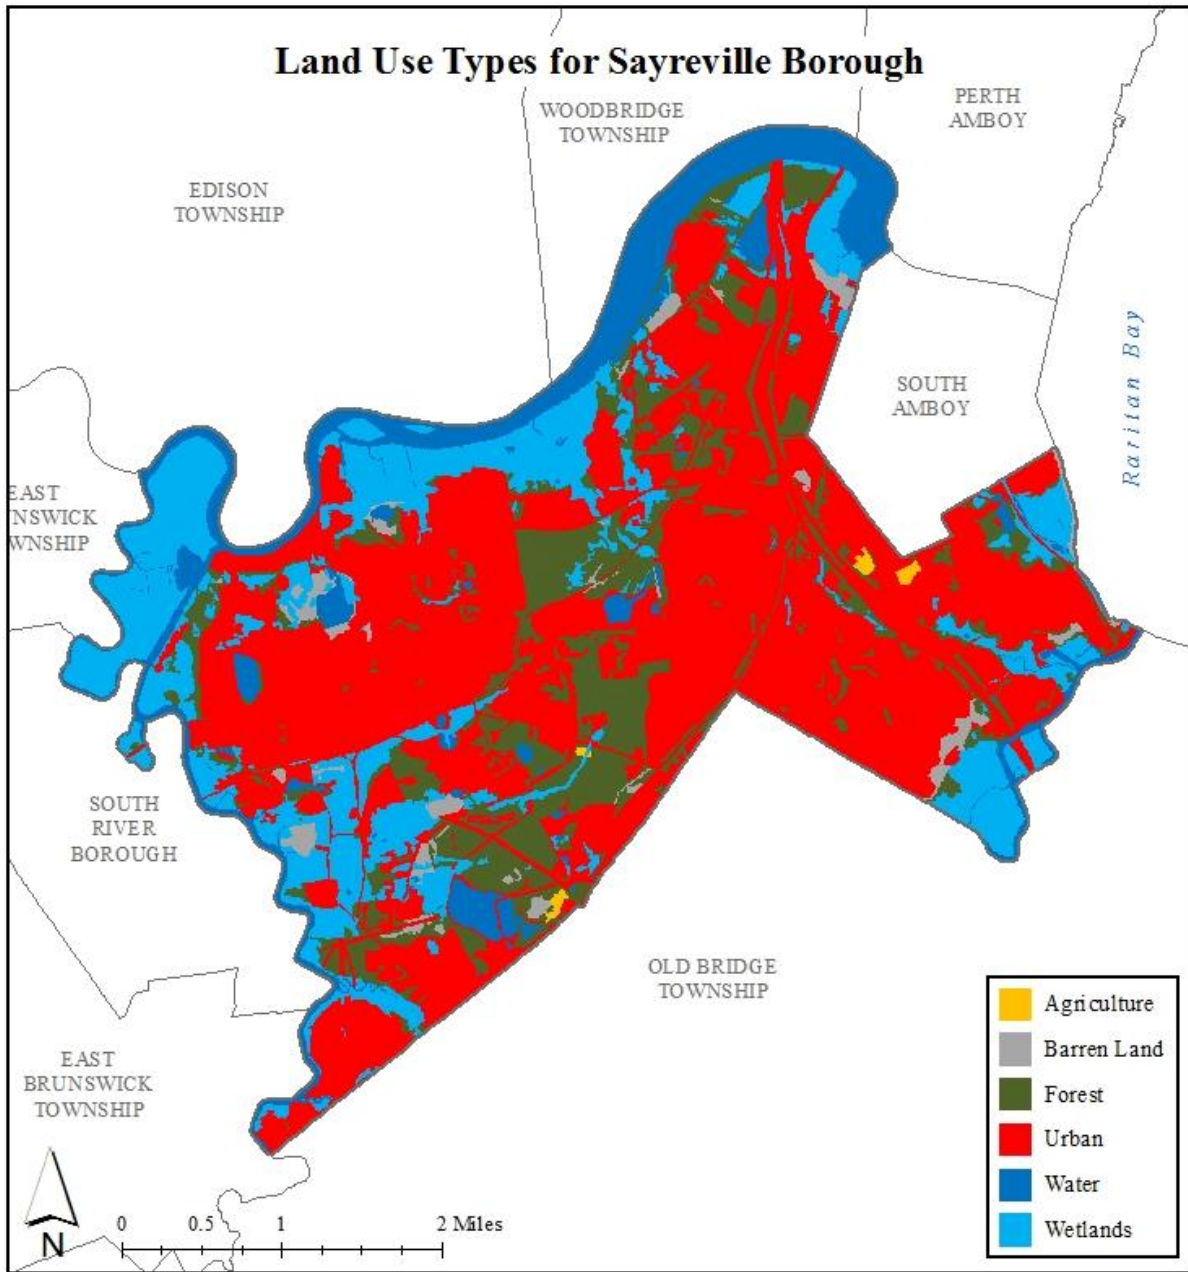 Land Use Types for Sayreville Borough
WOODBRIDGE
TOWNSHIP
PERTH
AMBOY
EDISON
TOWNSHIP
Raritan Bay
SOUTH
AMBOY
EAST
NSWICK
WNSHIP
SOUTH
RIVER
BOROUGH
OLD BRIDGE
TOWNSHIP
EAST
BRUNSWICK
TOWNSHIP
Agriculture
Barren Land
Forest
Urban
Water
Wetlands
0 0.5 1 2 Miles
N